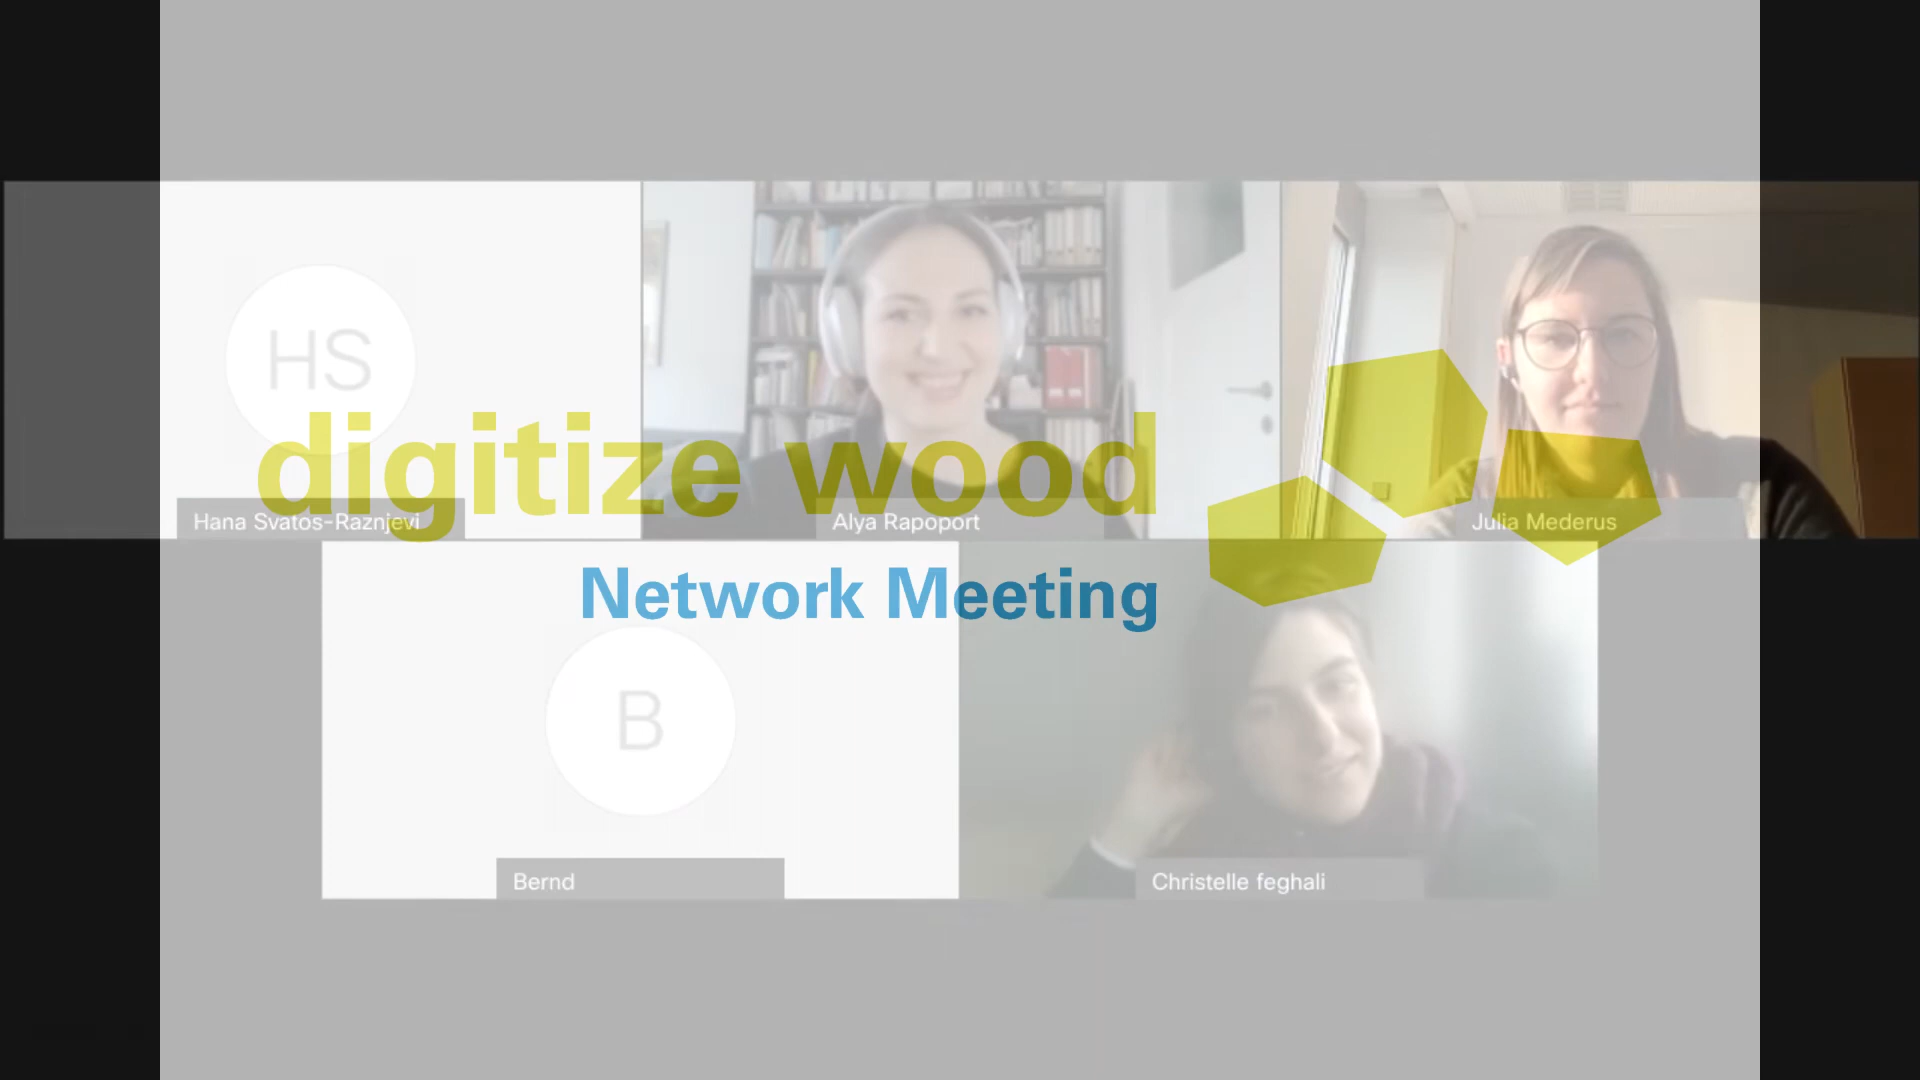 HS
digitize wood
Hana Svatos-Raznjevi
Alya Rapoport
Julia Mederus
Network Meeting
B
Bernd
Christelle feghali